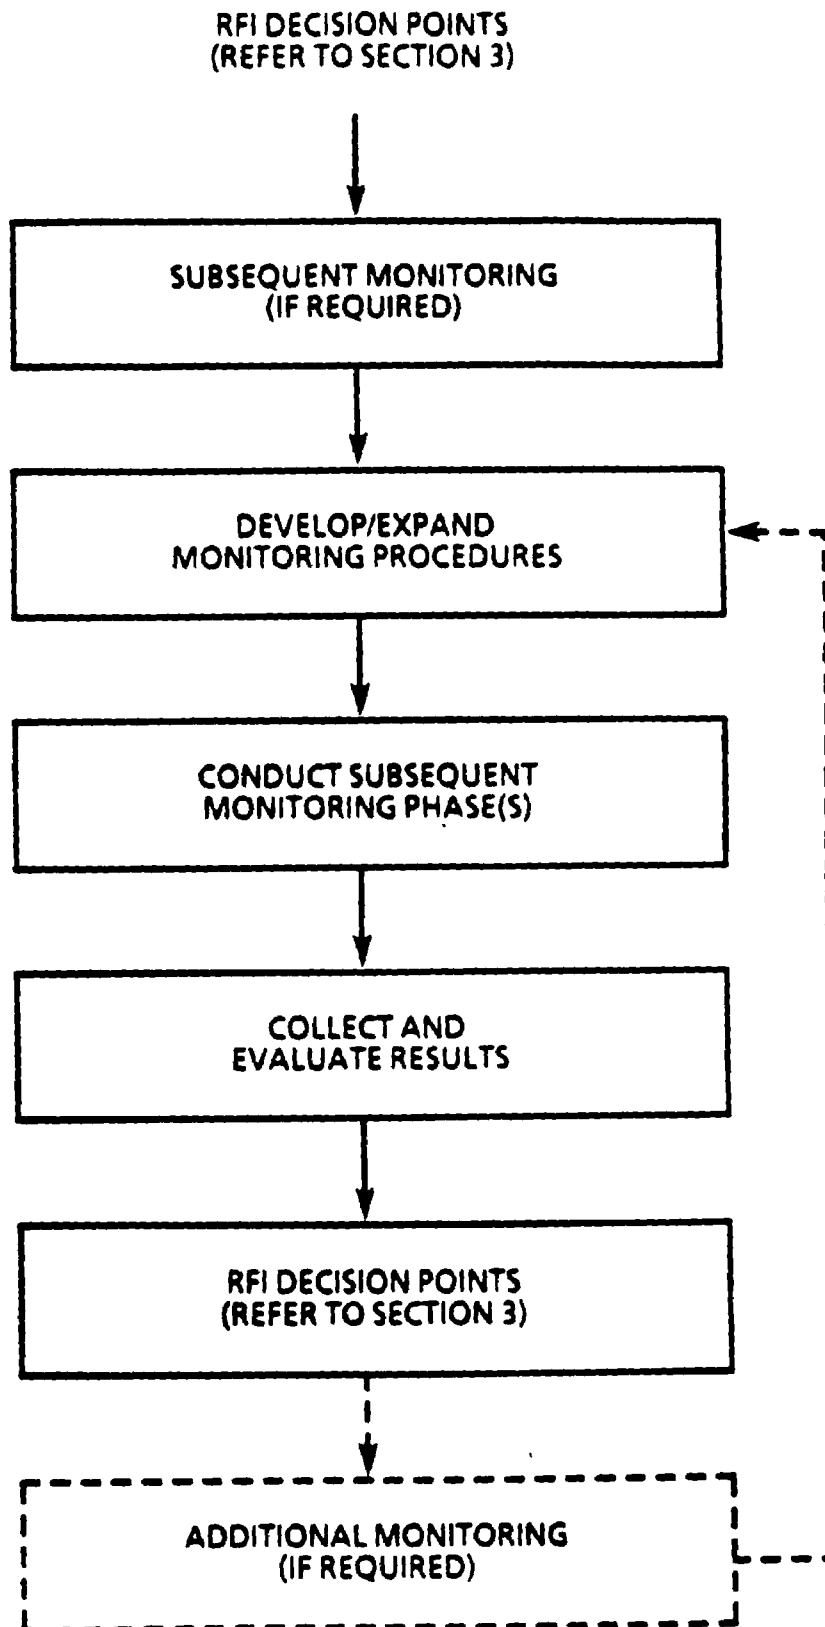 RFI DECISION POINTS
(REFER TO SECTION 3)
SUBSEQUENT MONITORING
(IF REQUIRED)
DEVELOP/EXPAND
MONITORING PROCEDURES
CONDUCT SUBSEQUENT
MONITORING PHASE(S)
COLLECT AND
EVALUATE RESULTS
RFI DECISION POINTS
(REFER TO SECTION 3)
ADDITIONAL MONITORING
(IF REQUIRED)